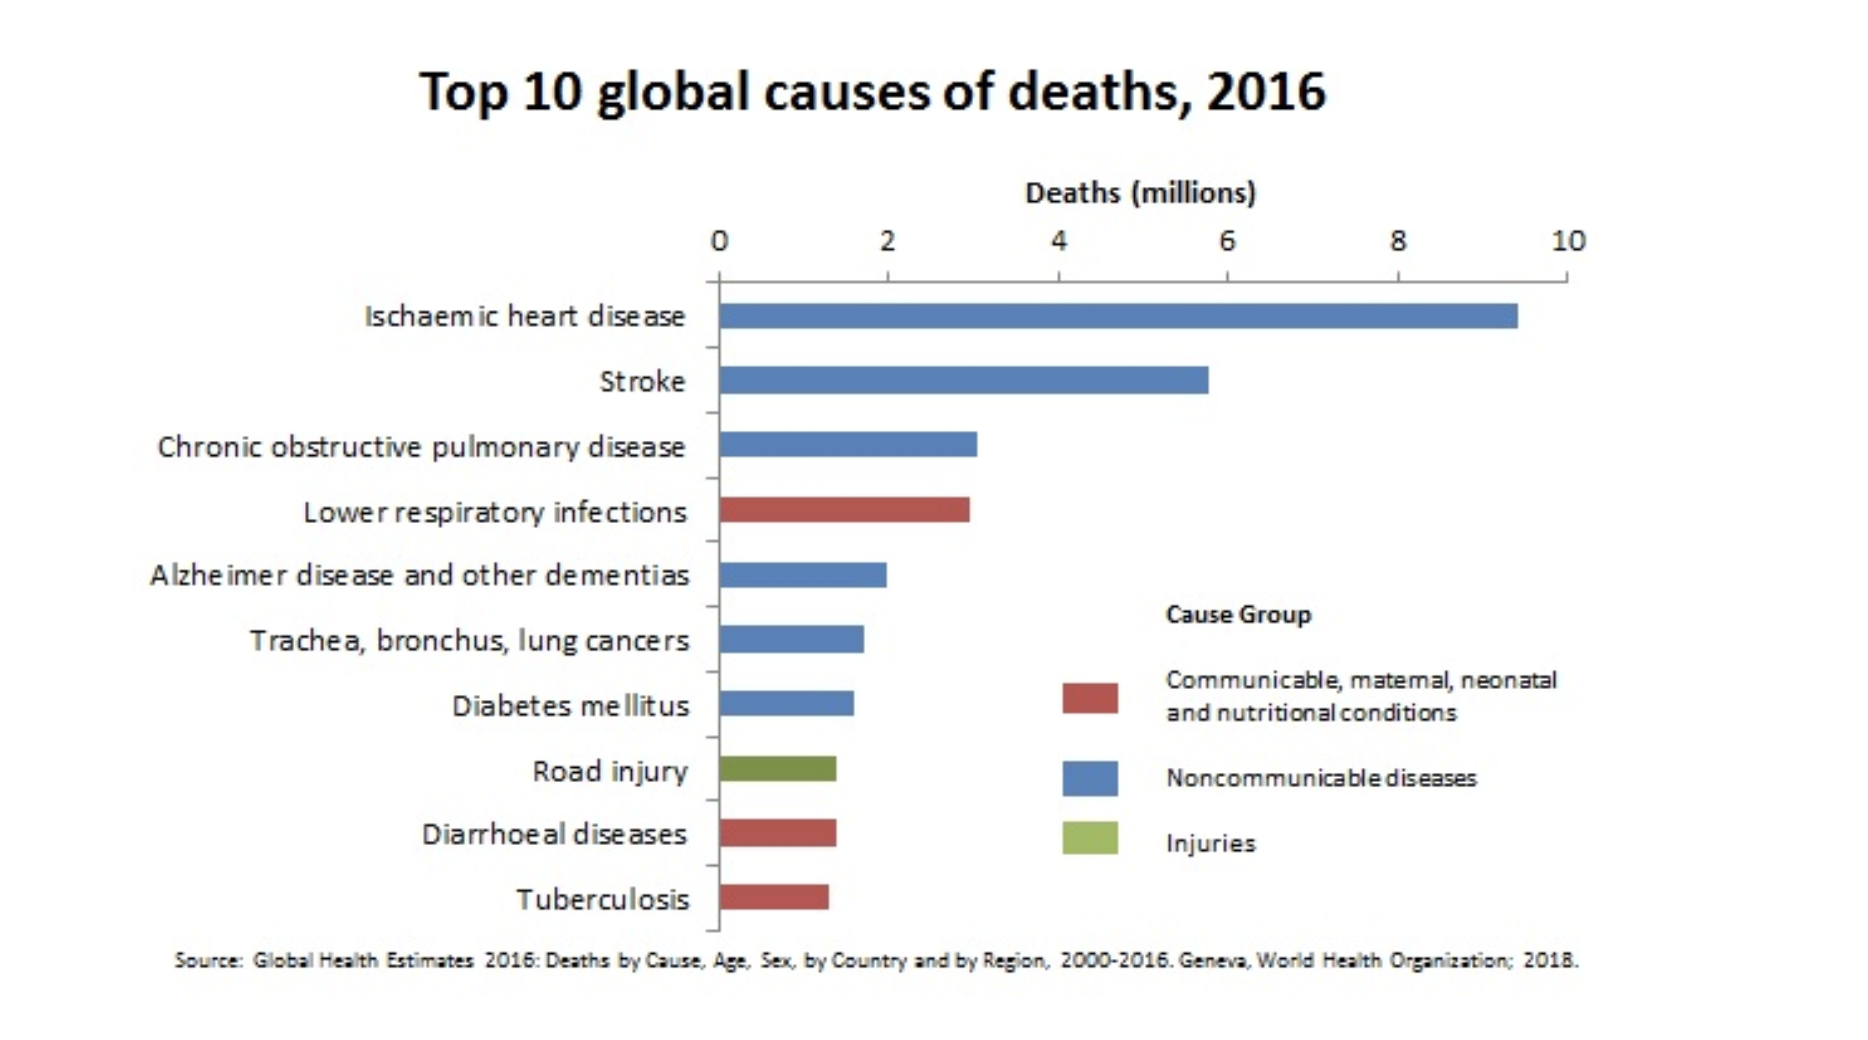 Top 10 global causes of deaths, 2016
Deaths (millions)
0 2 4 6 8 10
Ischaemic heart disease
Stroke
Chronic obstructive pulmonary disease
Lower respiratory infections
Alzheimer disease and other dementias
Trachea, bronchus, lung cancers
Diabetes mellitus
Road injury
Diarrhoeal diseases
Tuberculosis
Cause Group
Communicable, maternal, neonatal
and nutritional conditions
Noncommunicable diseases
Injuries
Source: Global Health Estimates 2016: Deaths by Cause, Age, Sex, by Country and by Region, 2000-2016. Geneva, World Health Organization; 2018.